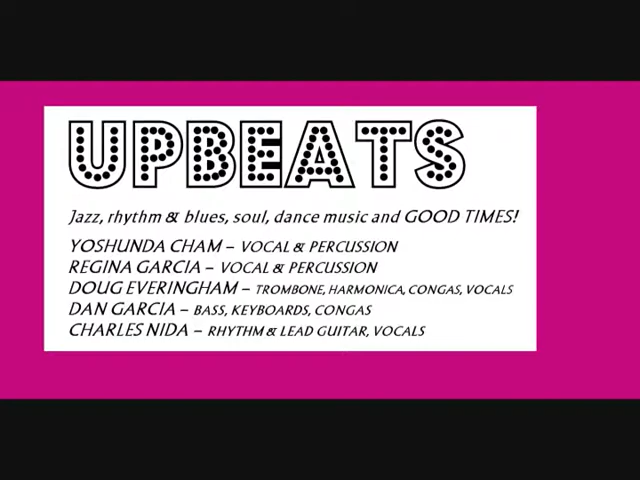 UPBEATS
Jazz, rhythm & blues, soul, dance music and GOOD TIMES!
YOSHUNDA CHAM – VOCAL & PERCUSSION
REGINA GARCIA – VOCAL & PERCUSSION
DOUG EVERINGHAM – TROMBONE, HARMONICA, CONGAS, VOCALS
DAN GARCIA – BASS, KEYBOARDS, CONGAS
CHARLES NIDA – RHYTHM & LEAD GUITAR, VOCALS